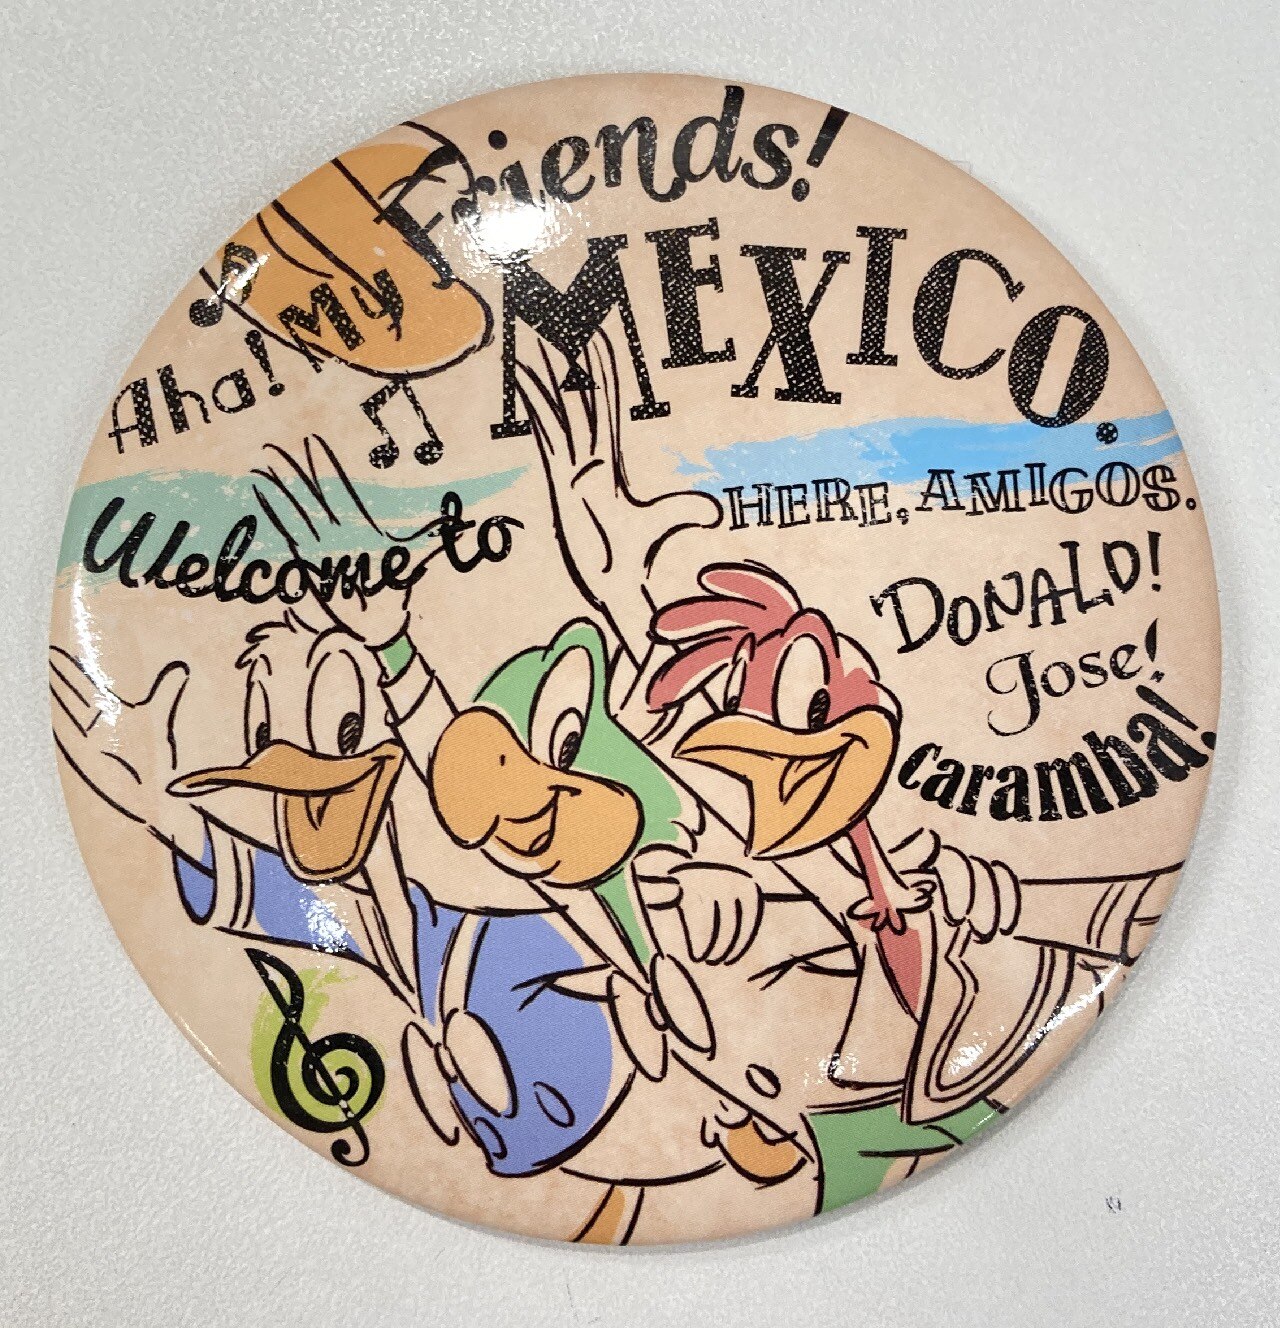 Aha! My Friends!
Welcome to
MEXICO.
HERE, AMIGOS.
DONALD!
Jose!
caramba!